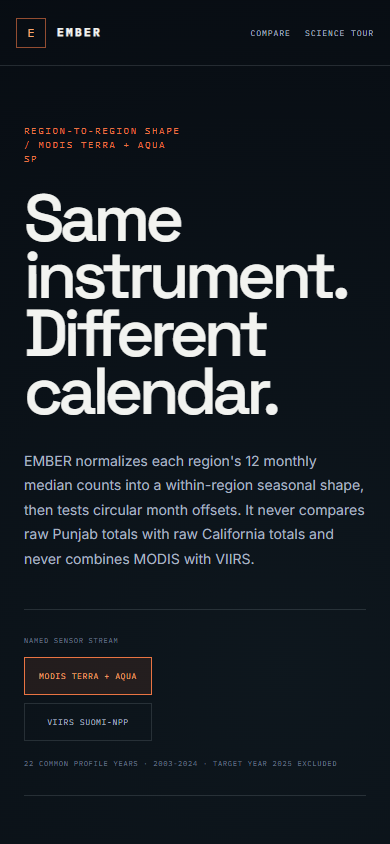 E EMBER COMPARE SCIENCE TOUR
REGION-TO-REGION SHAPE
/ MODIS TERRA + AQUA
SP
Same
instrument.
Different
calendar.
EMBER normalizes each region's 12 monthly
median counts into a within-region seasonal shape,
then tests circular month offsets. It never compares
raw Punjab totals with raw California totals and
never combines MODIS with VIIRS.
NAMED SENSOR STREAM
MODIS TERRA + AQUA
VIIRS SUOMI-NPP
22 COMMON PROFILE YEARS · 2003-2024 · TARGET YEAR 2025 EXCLUDED